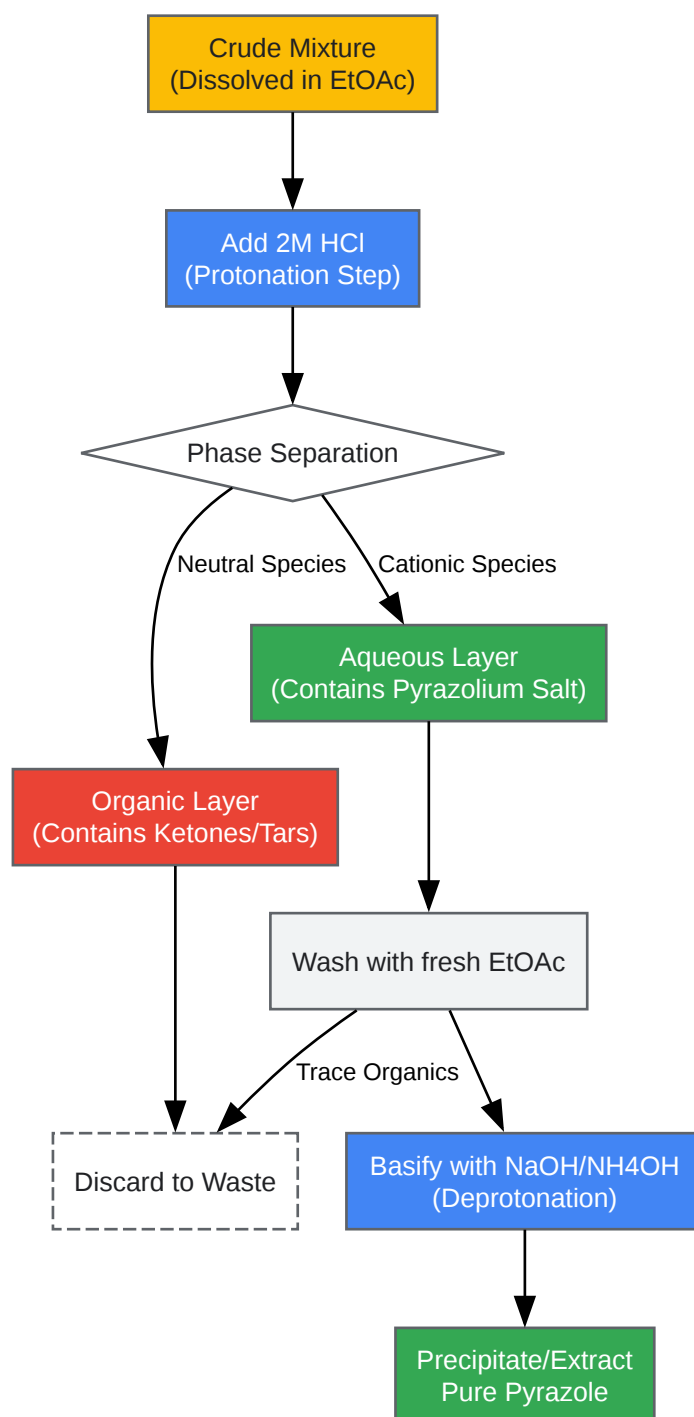 Crude Mixture
(Dissolved in EtOAc)
Add 2M HCl
(Protonation Step)
Phase Separation
Neutral Species
Cationic Species
Aqueous Layer
(Contains Pyrazolium Salt)
Organic Layer
(Contains Ketones/Tars)
Wash with fresh EtOAc
Trace Organics
Discard to Waste
Basify with NaOH/NH4OH
(Deprotonation)
Precipitate/Extract
Pure Pyrazole